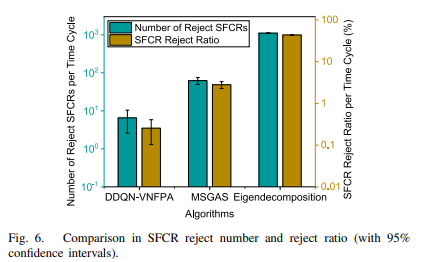 Number of Reject SFCRs
SFCR Reject Ratio
Number of Reject SFCRs per Time Cycle
10³
10²
10¹
10⁰
10⁻¹
100
10
1
0.1
0.01
SFCR Reject Ratio per Time Cycle (%)
DDQN-VNFPA MSGAS Eigendecomposition
Algorithms
Fig. 6. Comparison in SFCR reject number and reject ratio (with 95%
confidence intervals).